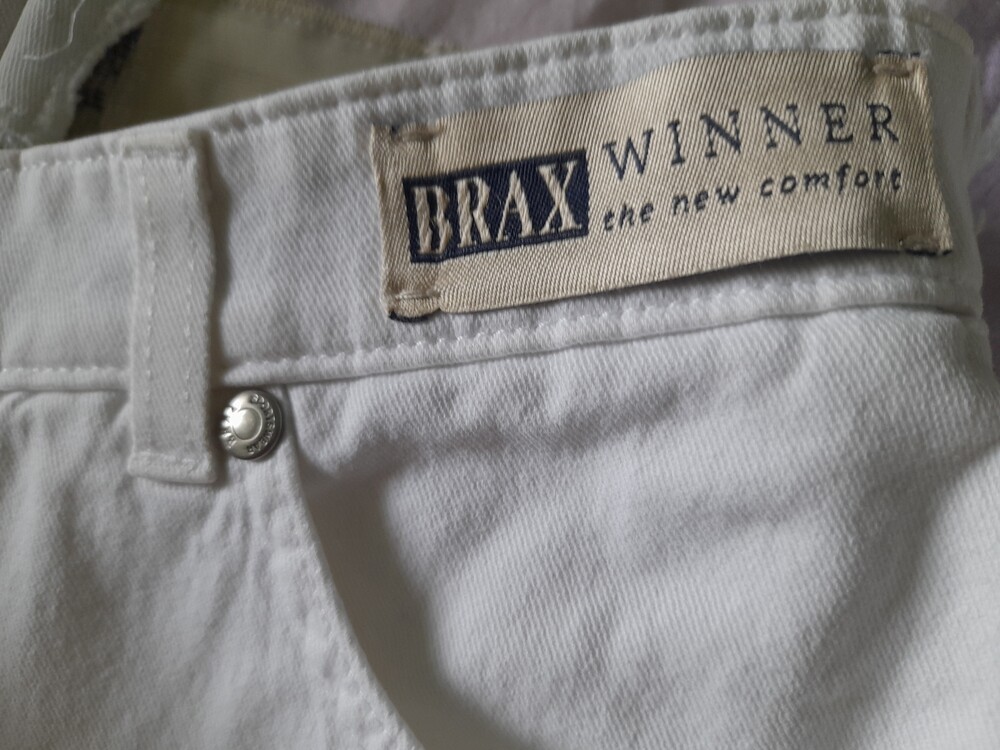 BRAX
WINNER
the new comfort